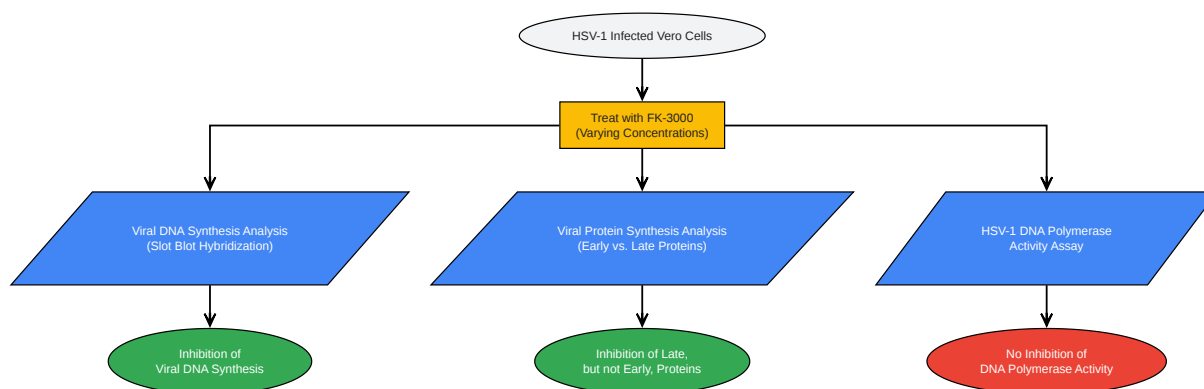 HSV-1 Infected Vero Cells
Treat with FK-3000
(Varying Concentrations)
Viral DNA Synthesis Analysis
(Slot Blot Hybridization)
Viral Protein Synthesis Analysis
(Early vs. Late Proteins)
HSV-1 DNA Polymerase
Activity Assay
Inhibition of
Viral DNA Synthesis
Inhibition of Late,
but not Early, Proteins
No Inhibition of
DNA Polymerase Activity